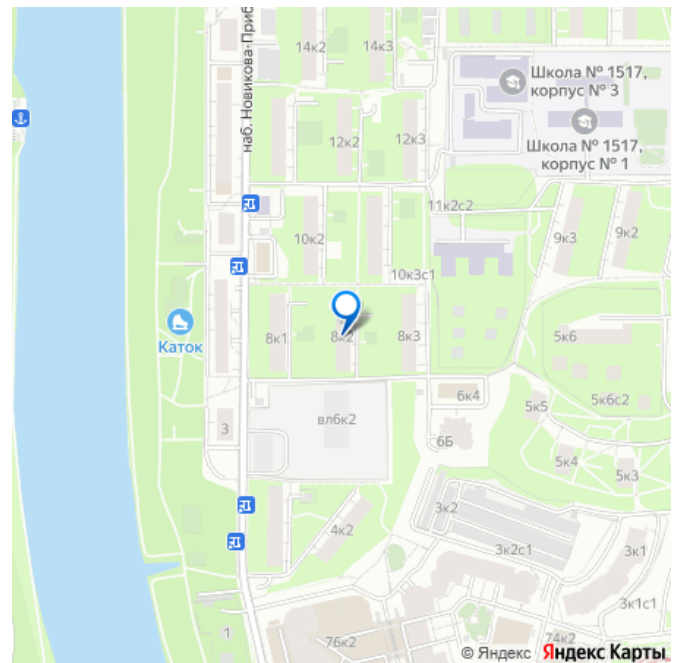 14к2
14к3
наб. Новикова-Приб
Школа № 1517,
корпус № 3
12к2
12к3
Школа № 1517,
корпус № 1
11к2с2
10к2
9к3
9к2
10к3с1
8к1
8к2
8к3
5к6
Каток
6к4
5к5
5к6с2
вл6к2
3
6Б
5к4
5к3
3к2
4к2
3к2с1
3к1
3к1с1
1
76к2
74к2
© Яндекс Яндекс Карты